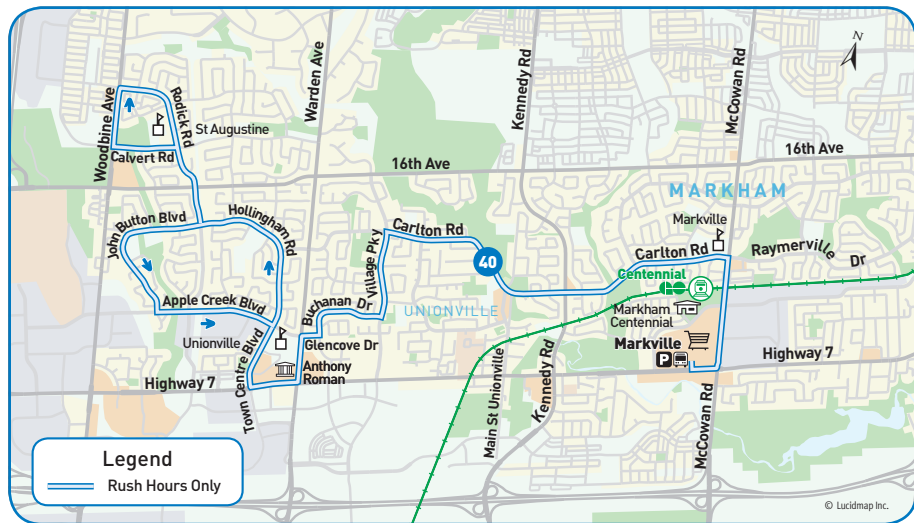 Woodbine Ave
Rodick Rd
St Augustine
Calvert Rd
Warden Ave
Kennedy Rd
McCowan Rd
N
16th Ave
16th Ave
MARKHAM
Markville
John Button Blvd
Hollingham Rd
Village Pky
Carlton Rd
40
Carlton Rd
Raymerville
Dr
Centennial
GO
Apple Creek Blvd
Buchanan Dr
UNIONVILLE
Markham
Centennial
Unionville
Glencove Dr
Markville
P
Town Centre Blvd
Anthony
Roman
Highway 7
Highway 7
Main St Unionville
Kennedy Rd
McCowan Rd
Legend
Rush Hours Only
© Lucidmap Inc.